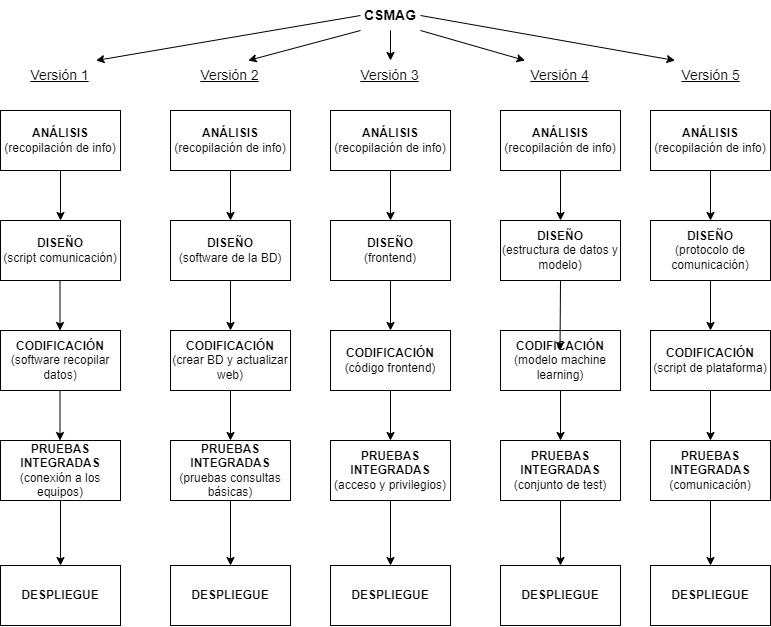 CSMAG
Versión 1
Versión 2
Versión 3
Versión 4
Versión 5
ANÁLISIS
(recopilación de info)
ANÁLISIS
(recopilación de info)
ANÁLISIS
(recopilación de info)
ANÁLISIS
(recopilación de info)
ANÁLISIS
(recopilación de info)
DISEÑO
(script comunicación)
DISEÑO
(software de la BD)
DISEÑO
(frontend)
DISEÑO
(estructura de datos y
modelo)
DISEÑO
(protocolo de
comunicación)
CODIFICACIÓN
(software recopilar
datos)
CODIFICACIÓN
(crear BD y actualizar
web)
CODIFICACIÓN
(código frontend)
CODIFICACIÓN
(modelo machine
learning)
CODIFICACIÓN
(script de plataforma)
PRUEBAS
INTEGRADAS
(conexión a los
equipos)
PRUEBAS
INTEGRADAS
(pruebas consultas
básicas)
PRUEBAS
INTEGRADAS
(acceso y privilegios)
PRUEBAS
INTEGRADAS
(conjunto de test)
PRUEBAS
INTEGRADAS
(comunicación)
DESPLIEGUE
DESPLIEGUE
DESPLIEGUE
DESPLIEGUE
DESPLIEGUE